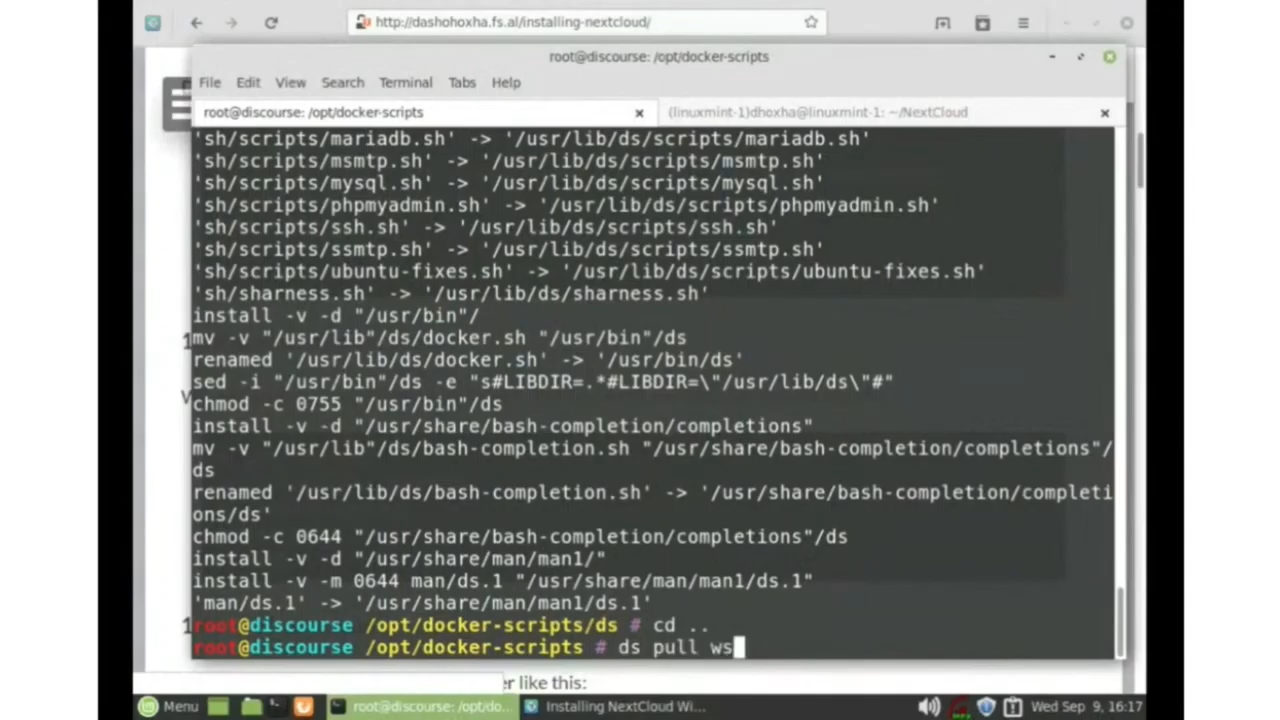 http://dashohoxha.fs.al/installing-nextcloud/
root@discourse: /opt/docker-scripts
File Edit View Search Terminal Tabs Help
root@discourse: /opt/docker-scripts × (linuxmint-1)dhoxha@linuxmint-1: ~/NextCloud ×
'sh/scripts/mariadb.sh' -> '/usr/lib/ds/scripts/mariadb.sh'
'sh/scripts/msmtp.sh' -> '/usr/lib/ds/scripts/msmtp.sh'
'sh/scripts/mysql.sh' -> '/usr/lib/ds/scripts/mysql.sh'
'sh/scripts/phpmyadmin.sh' -> '/usr/lib/ds/scripts/phpmyadmin.sh'
'sh/scripts/ssh.sh' -> '/usr/lib/ds/scripts/ssh.sh'
'sh/scripts/ssmtp.sh' -> '/usr/lib/ds/scripts/ssmtp.sh'
'sh/scripts/ubuntu-fixes.sh' -> '/usr/lib/ds/scripts/ubuntu-fixes.sh'
'sh/sharness.sh' -> '/usr/lib/ds/sharness.sh'
install -v -d "/usr/bin"/
mv -v "/usr/lib"/ds/docker.sh "/usr/bin"/ds
renamed '/usr/lib/ds/docker.sh' -> '/usr/bin/ds'
sed -i "/usr/bin"/ds -e "s#LIBDIR=.*#LIBDIR=\"/usr/lib/ds\"#"
chmod -c 0755 "/usr/bin"/ds
install -v -d "/usr/share/bash-completion/completions"
mv -v "/usr/lib"/ds/bash-completion.sh "/usr/share/bash-completion/completions"/
ds
renamed '/usr/lib/ds/bash-completion.sh' -> '/usr/share/bash-completion/completi
ons/ds'
chmod -c 0644 "/usr/share/bash-completion/completions"/ds
install -v -d "/usr/share/man/man1/"
install -v -m 0644 man/ds.1 "/usr/share/man/man1/ds.1"
'man/ds.1' -> '/usr/share/man/man1/ds.1'
root@discourse /opt/docker-scripts/ds # cd ..
root@discourse /opt/docker-scripts # ds pull ws
er like this:
Menu root@discourse: /opt/do... Installing NextCloud Wi... Wed Sep 9, 16:17